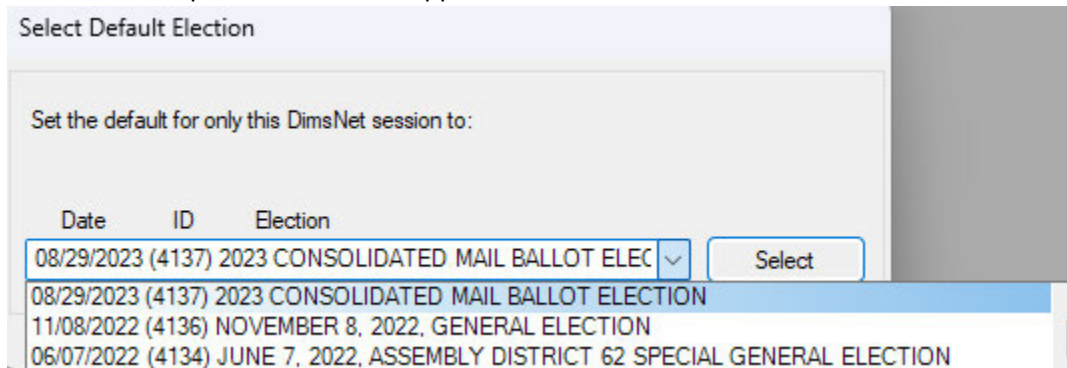 Select Default Election
Set the default for only this DimsNet session to:
Date ID Election
08/29/2023 (4137) 2023 CONSOLIDATED MAIL BALLOT ELEC Select
08/29/2023 (4137) 2023 CONSOLIDATED MAIL BALLOT ELECTION
11/08/2022 (4136) NOVEMBER 8, 2022, GENERAL ELECTION
06/07/2022 (4134) JUNE 7, 2022, ASSEMBLY DISTRICT 62 SPECIAL GENERAL ELECTION